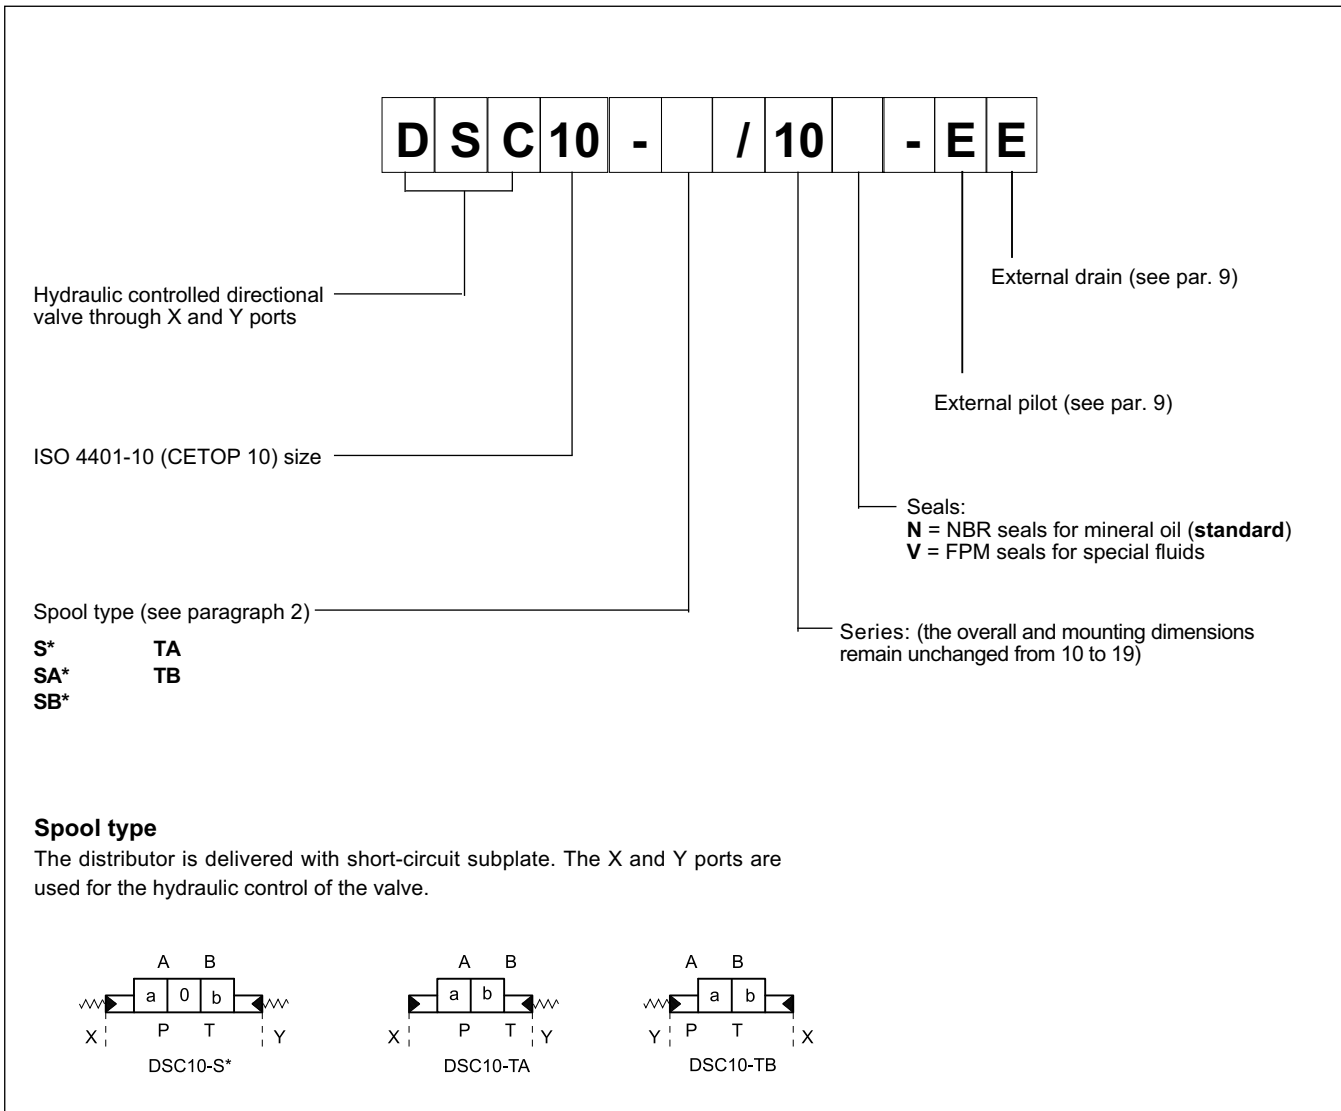 D S C 10 - / 10 - E E
Hydraulic controlled directional
valve through X and Y ports
External drain (see par. 9)
External pilot (see par. 9)
ISO 4401-10 (CETOP 10) size
Seals:
N = NBR seals for mineral oil (standard)
V = FPM seals for special fluids
Spool type (see paragraph 2)
S* TA
SA* TB
SB*
Series: (the overall and mounting dimensions
remain unchanged from 10 to 19)
Spool type
The distributor is delivered with short-circuit subplate. The X and Y ports are
used for the hydraulic control of the valve.
A B
a 0 b
X P T Y
DSC10-S*
A B
a b
X P T Y
DSC10-TA
A B
a b
Y P T X
DSC10-TB